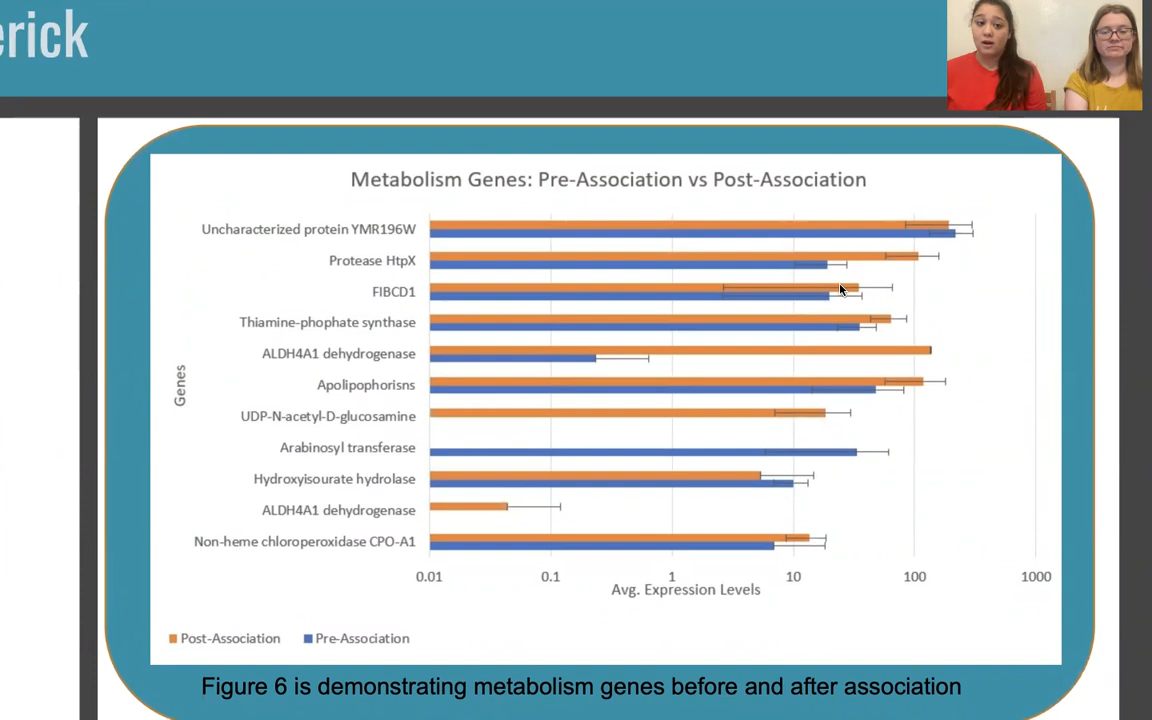 erick
Metabolism Genes: Pre-Association vs Post-Association
Uncharacterized protein YMR196W
Protease HtpX
FIBCD1
Thiamine-phophate synthase
ALDH4A1 dehydrogenase
Apolipophorisns
UDP-N-acetyl-D-glucosamine
Arabinosyl transferase
Hydroxyisourate hydrolase
ALDH4A1 dehydrogenase
Non-heme chloroperoxidase CPO-A1
Genes
0.01 0.1 1 10 100 1000
Avg. Expression Levels
Post-Association Pre-Association
Figure 6 is demonstrating metabolism genes before and after association